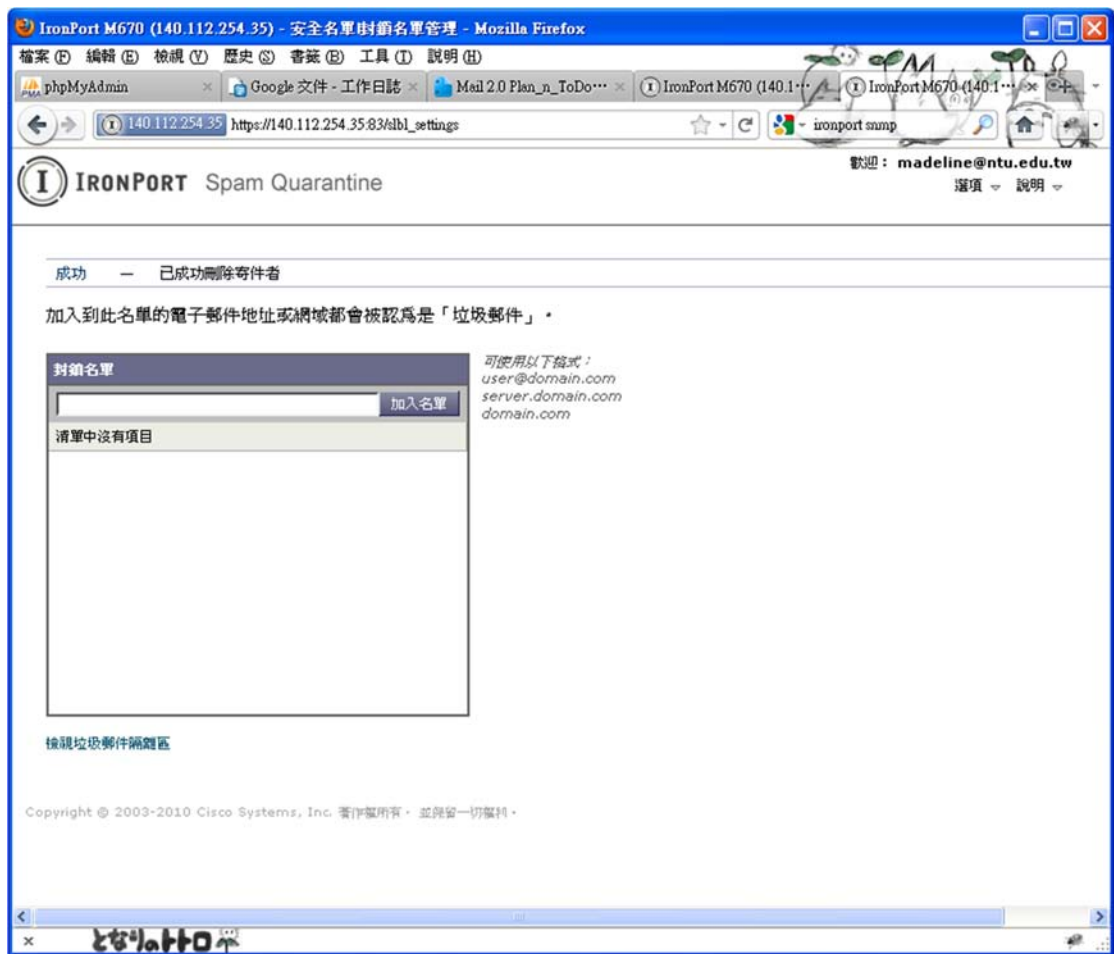 IronPort M670 (140.112.254.35) - 安全名單/封鎖名單管理 - Mozilla Firefox
檔案(F) 編輯(E) 檢視(V) 歷史(S) 書籤(B) 工具(T) 說明(H)
phpMyAdmin × Google 文件 - 工作日誌 × Mail 2.0 Plan_n_ToDo… × IronPort M670 (140.1… IronPort M670 (140.1… ×
140.112.254.35 https://140.112.254.35:83/slbl_settings ironport snmp
IRONPORT Spam Quarantine
歡迎: madeline@ntu.edu.tw
選項 說明
成功 — 已成功刪除寄件者
加入到此名單的電子郵件地址或網域都會被認為是「垃圾郵件」。
封鎖名單
加入名單
清單中沒有項目
可使用以下格式:
user@domain.com
server.domain.com
domain.com
檢視垃圾郵件隔離區
Copyright © 2003-2010 Cisco Systems, Inc. 著作權所有。 並保留一切權利。
× となりのトトロ